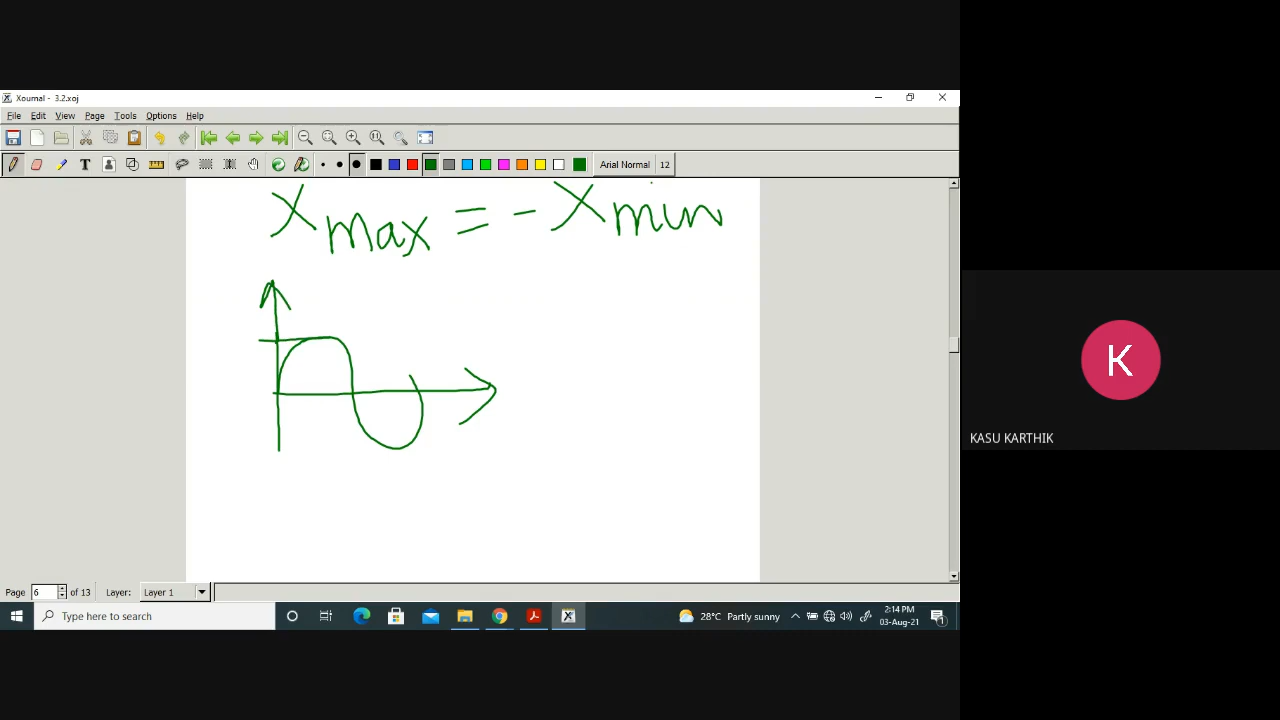 Xournal - 3.2.xoj
File Edit View Page Tools Options Help
T Arial Normal 12
Xmax = - Xmin
K
KASU KARTHIK
Page 6 of 13 Layer: Layer 1
Type here to search 28°C Partly sunny 2:14 PM
03-Aug-21
1